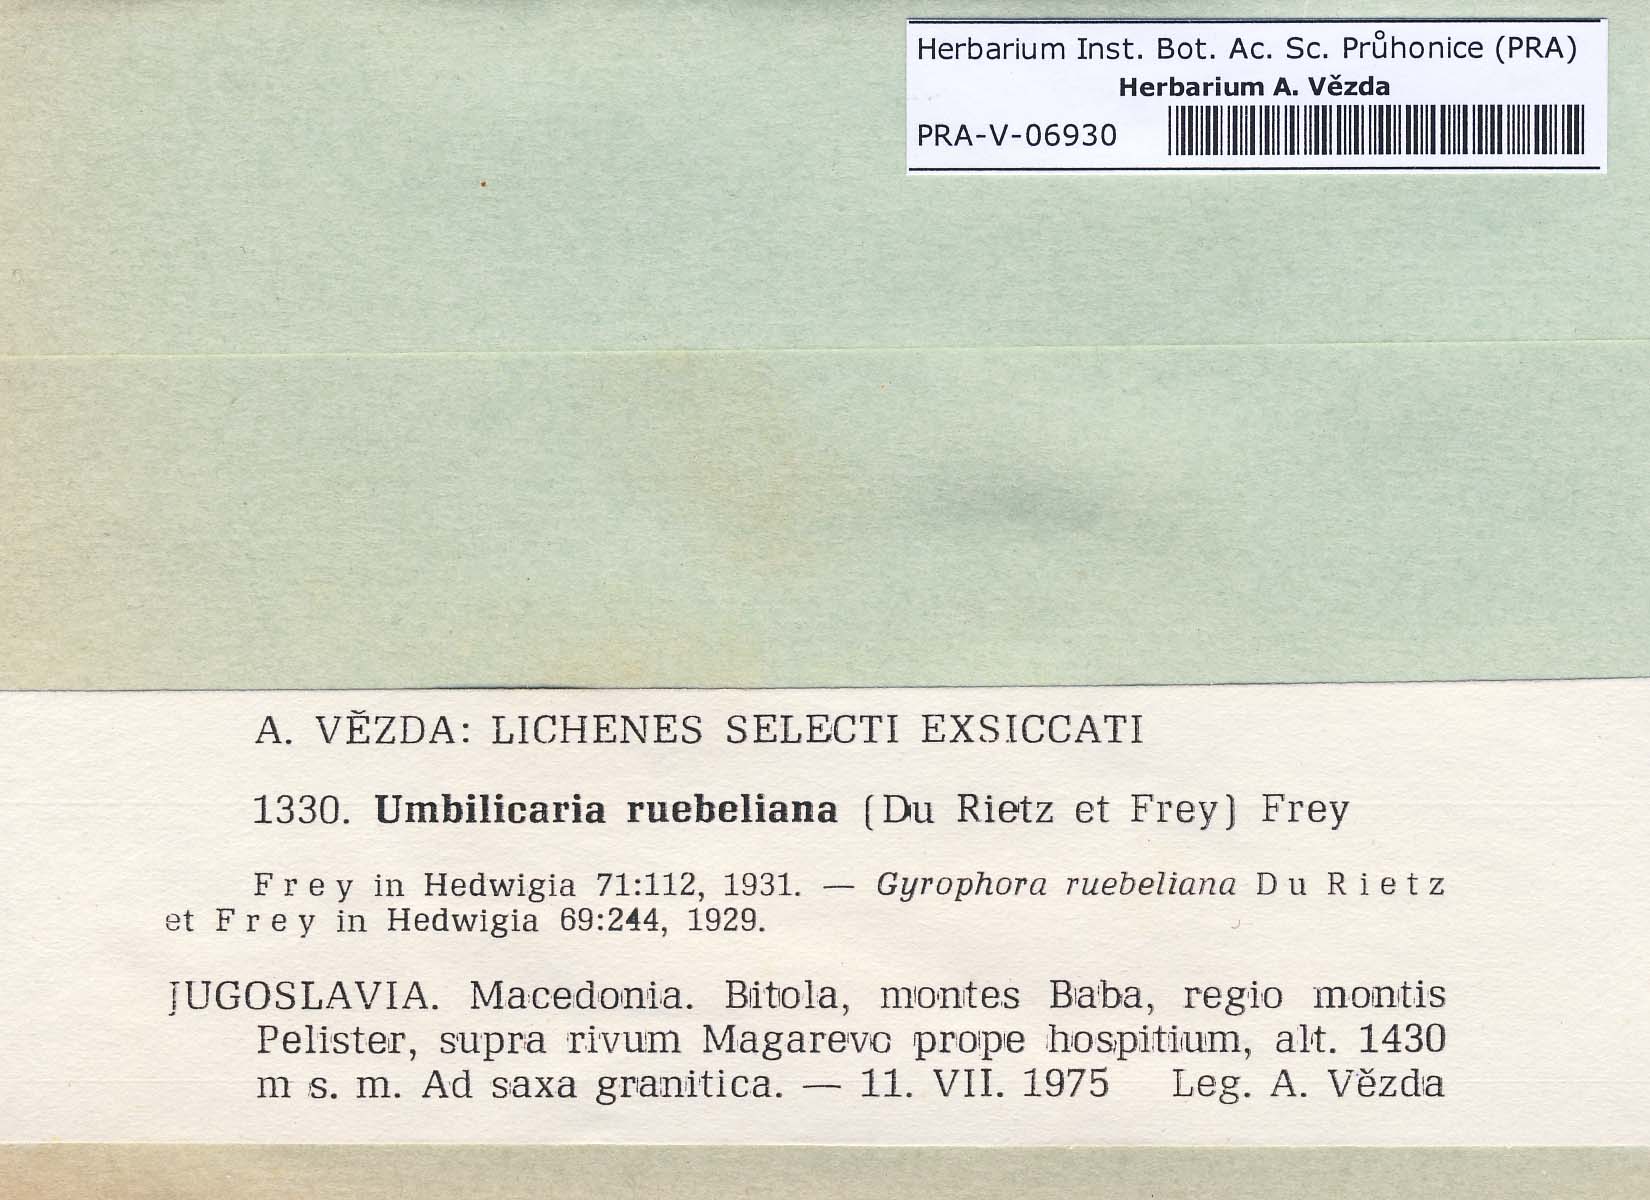 Herbarium Inst. Bot. Ac. Sc. Průhonice (PRA)
Herbarium A. Vězda
PRA-V-06930
A. VĚZDA: LICHENES SELECTI EXSICCATI
1330. Umbilicaria ruebeliana (Du Rietz et Frey) Frey
Frey in Hedwigia 71:112, 1931. — Gyrophora ruebeliana Du Rietz
et Frey in Hedwigia 69:244, 1929.
JUGOSLAVIA. Macedonia. Bitola, montes Baba, regio montis
Pelister, supra rivum Magarevo prope hospitium, alt. 1430
m s. m. Ad saxa granitica. — 11. VII. 1975 Leg. A. Vězda